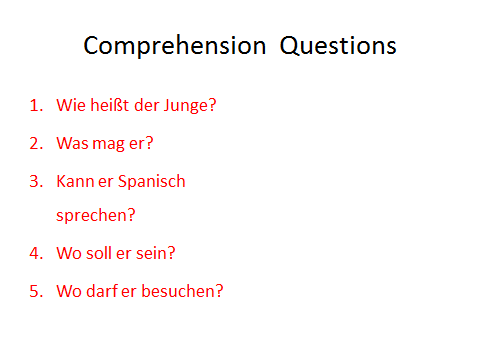 Comprehension Questions
1. Wie heißt der Junge?
2. Was mag er?
3. Kann er Spanisch
sprechen?
4. Wo soll er sein?
5. Wo darf er besuchen?